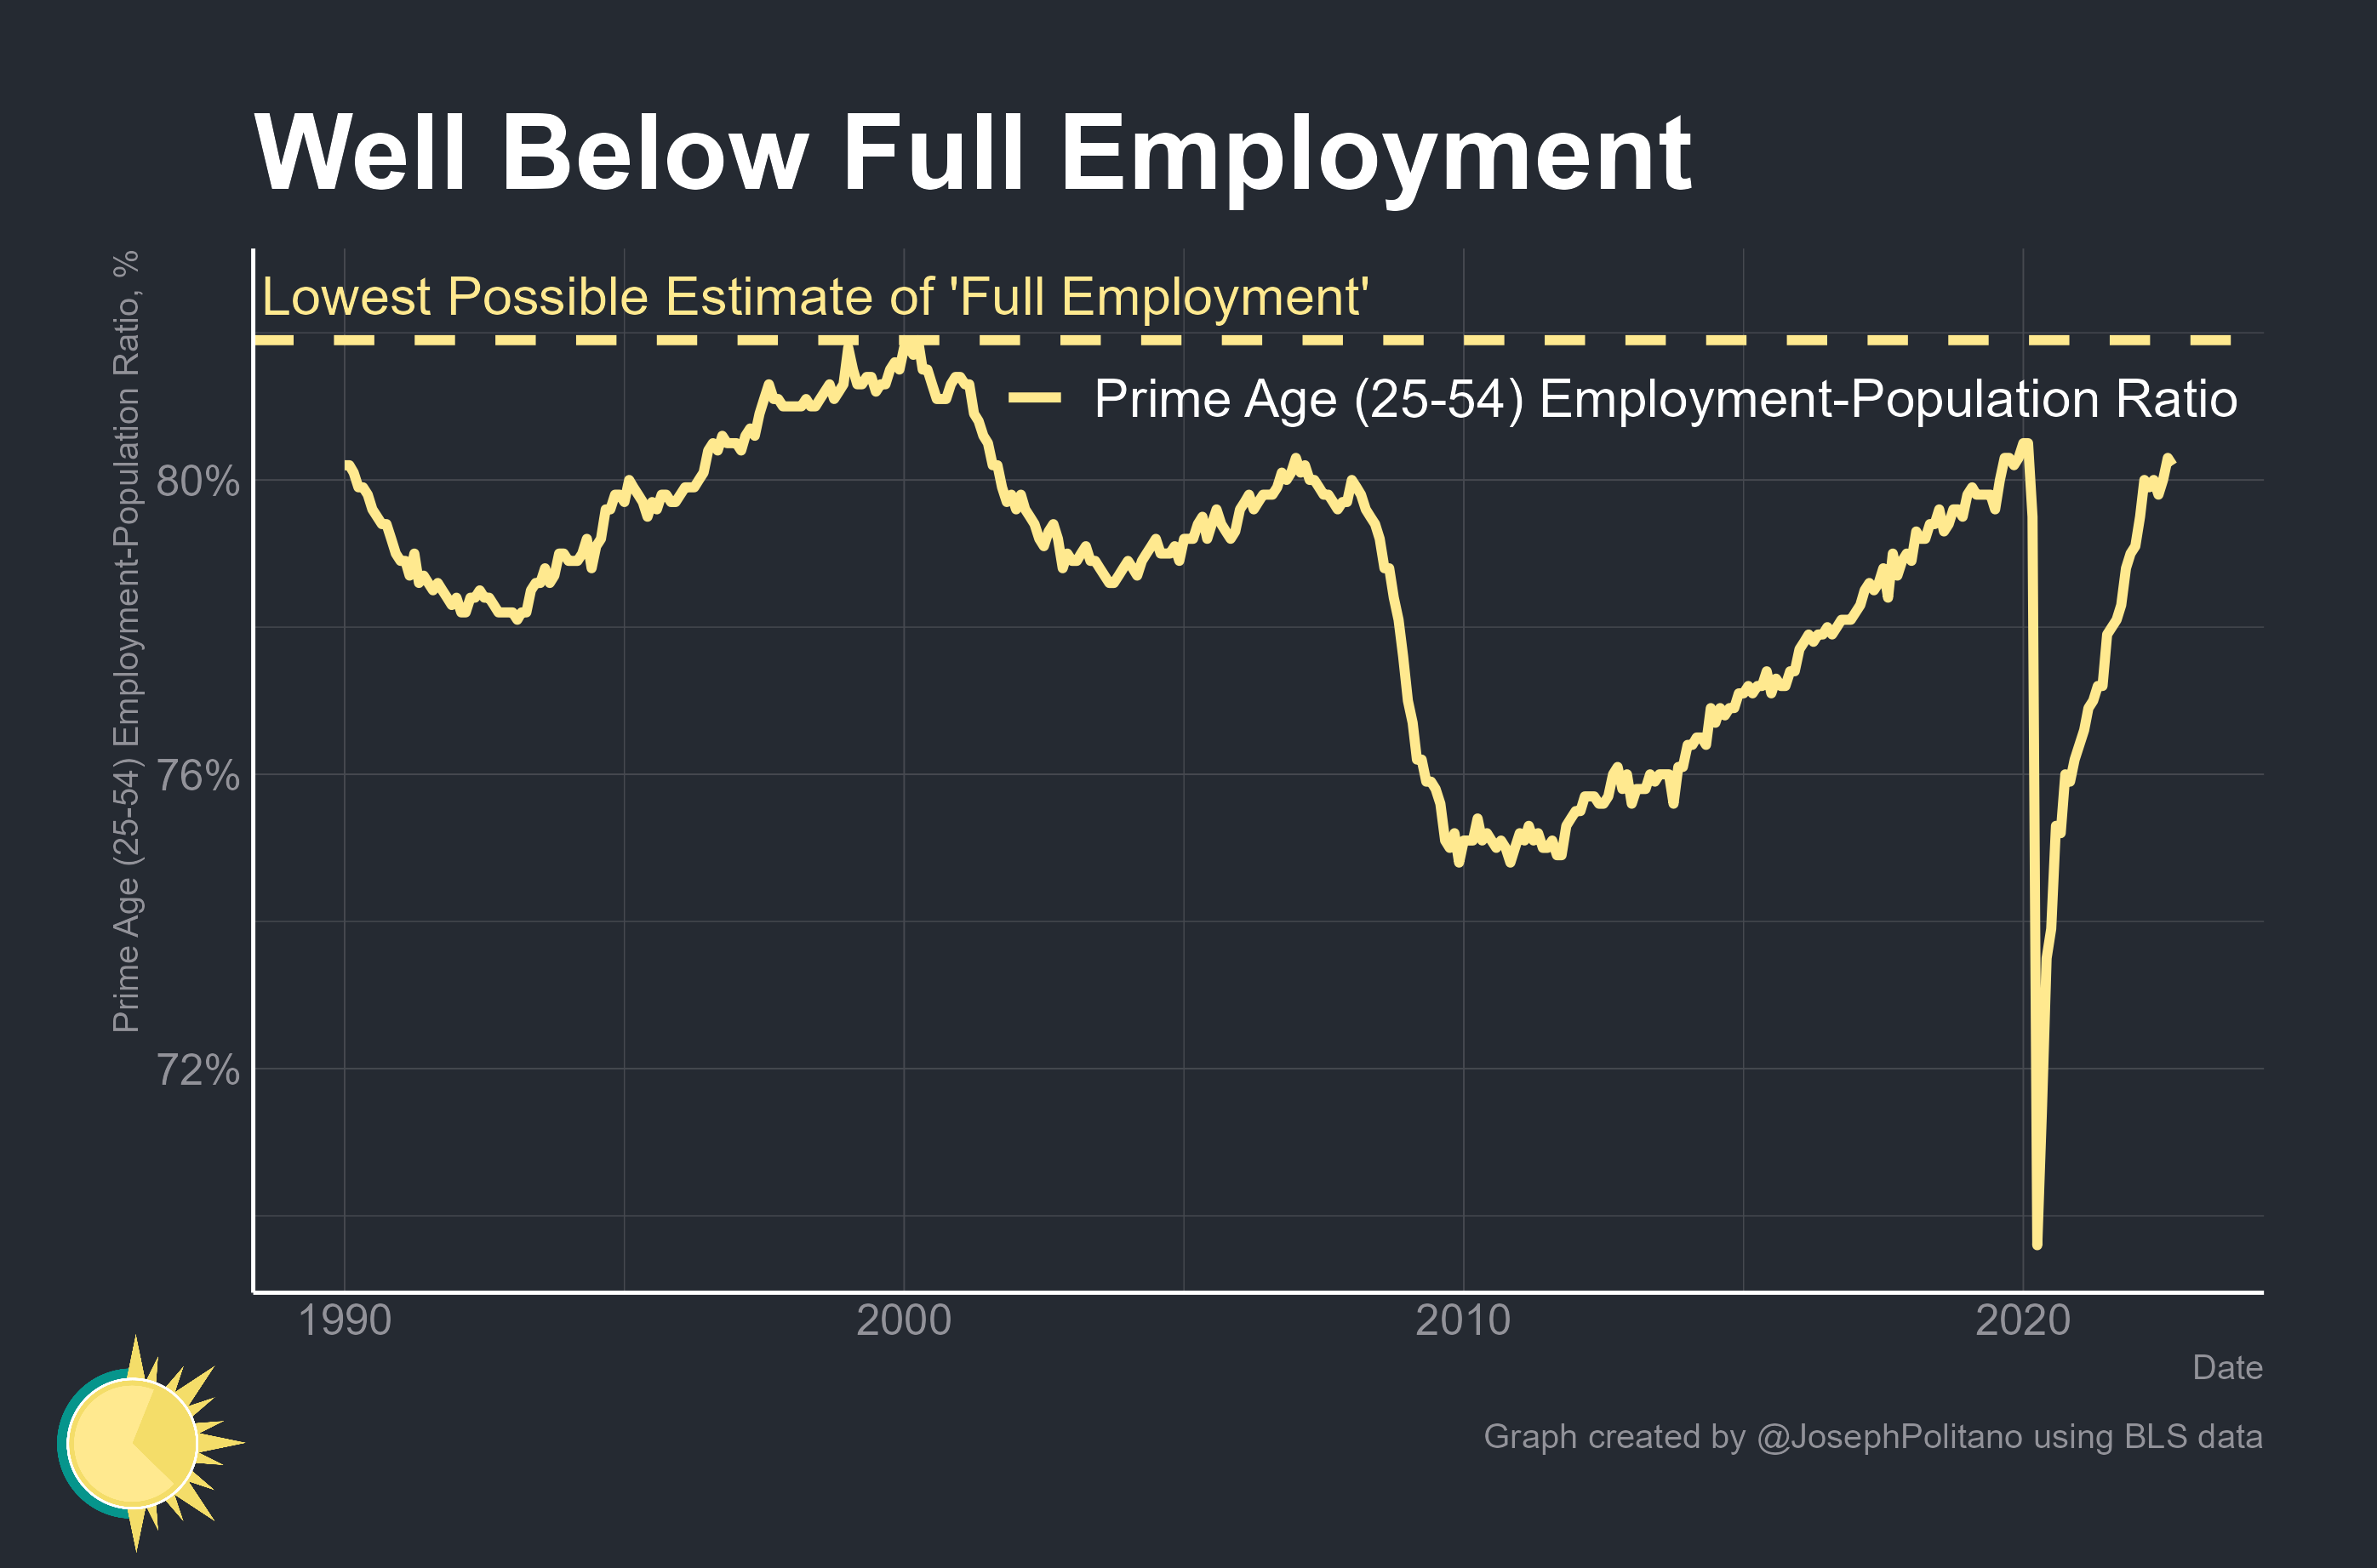 Well Below Full Employment
Prime Age (25-54) Employment-Population Ratio, %
Lowest Possible Estimate of 'Full Employment'
Prime Age (25-54) Employment-Population Ratio
80%
76%
72%
1990
2000
2010
2020
Date
Graph created by @JosephPolitano using BLS data